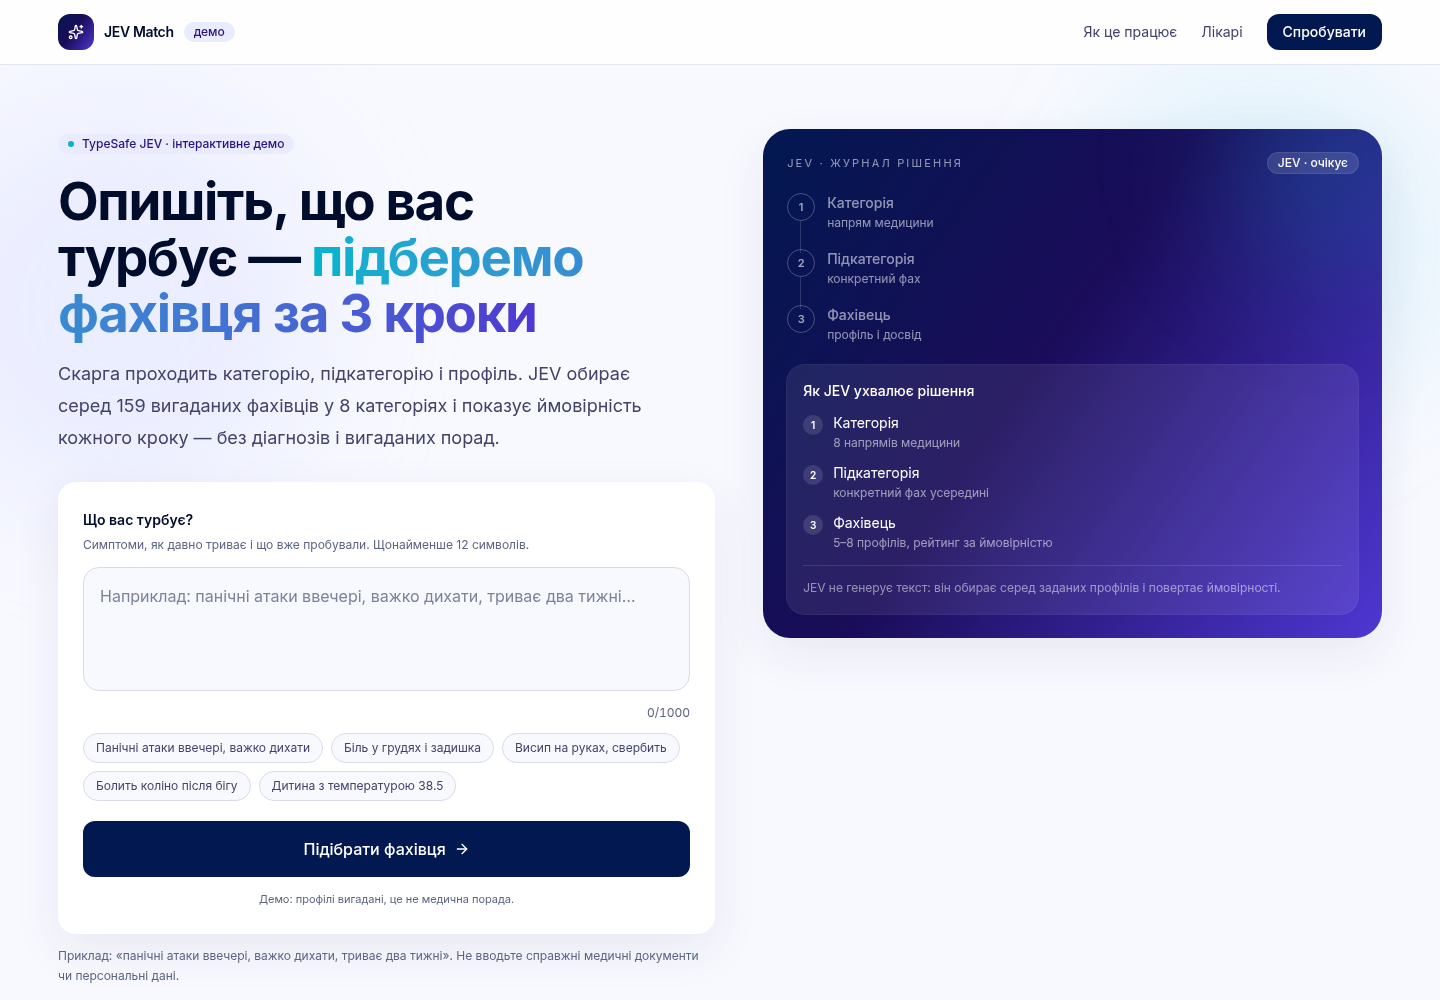 JEV Match
демо
Як це працює
Лікарі
Спробувати
TypeSafe JEV · інтерактивне демо
Опишіть, що вас
турбує — підберемо
фахівця за 3 кроки
Скарга проходить категорію, підкатегорію і профіль. JEV обирає
серед 159 вигаданих фахівців у 8 категоріях і показує ймовірність
кожного кроку — без діагнозів і вигаданих порад.
Що вас турбує?
Симптоми, як давно триває і що вже пробували. Щонайменше 12 символів.
Наприклад: панічні атаки ввечері, важко дихати, триває два тижні...
0/1000
Панічні атаки ввечері, важко дихати
Біль у грудях і задишка
Висип на руках, свербить
Болить коліно після бігу
Дитина з температурою 38.5
Підібрати фахівця →
Демо: профілі вигадані, це не медична порада.
Приклад: «панічні атаки ввечері, важко дихати, триває два тижні». Не вводьте справжні медичні документи
чи персональні дані.
JEV · ЖУРНАЛ РІШЕННЯ
JEV · очікує
1
Категорія
напрям медицини
2
Підкатегорія
конкретний фах
3
Фахівець
профіль і досвід
Як JEV ухвалює рішення
1
Категорія
8 напрямів медицини
2
Підкатегорія
конкретний фах усередині
3
Фахівець
5–8 профілів, рейтинг за ймовірністю
JEV не генерує текст: він обирає серед заданих профілів і повертає ймовірності.